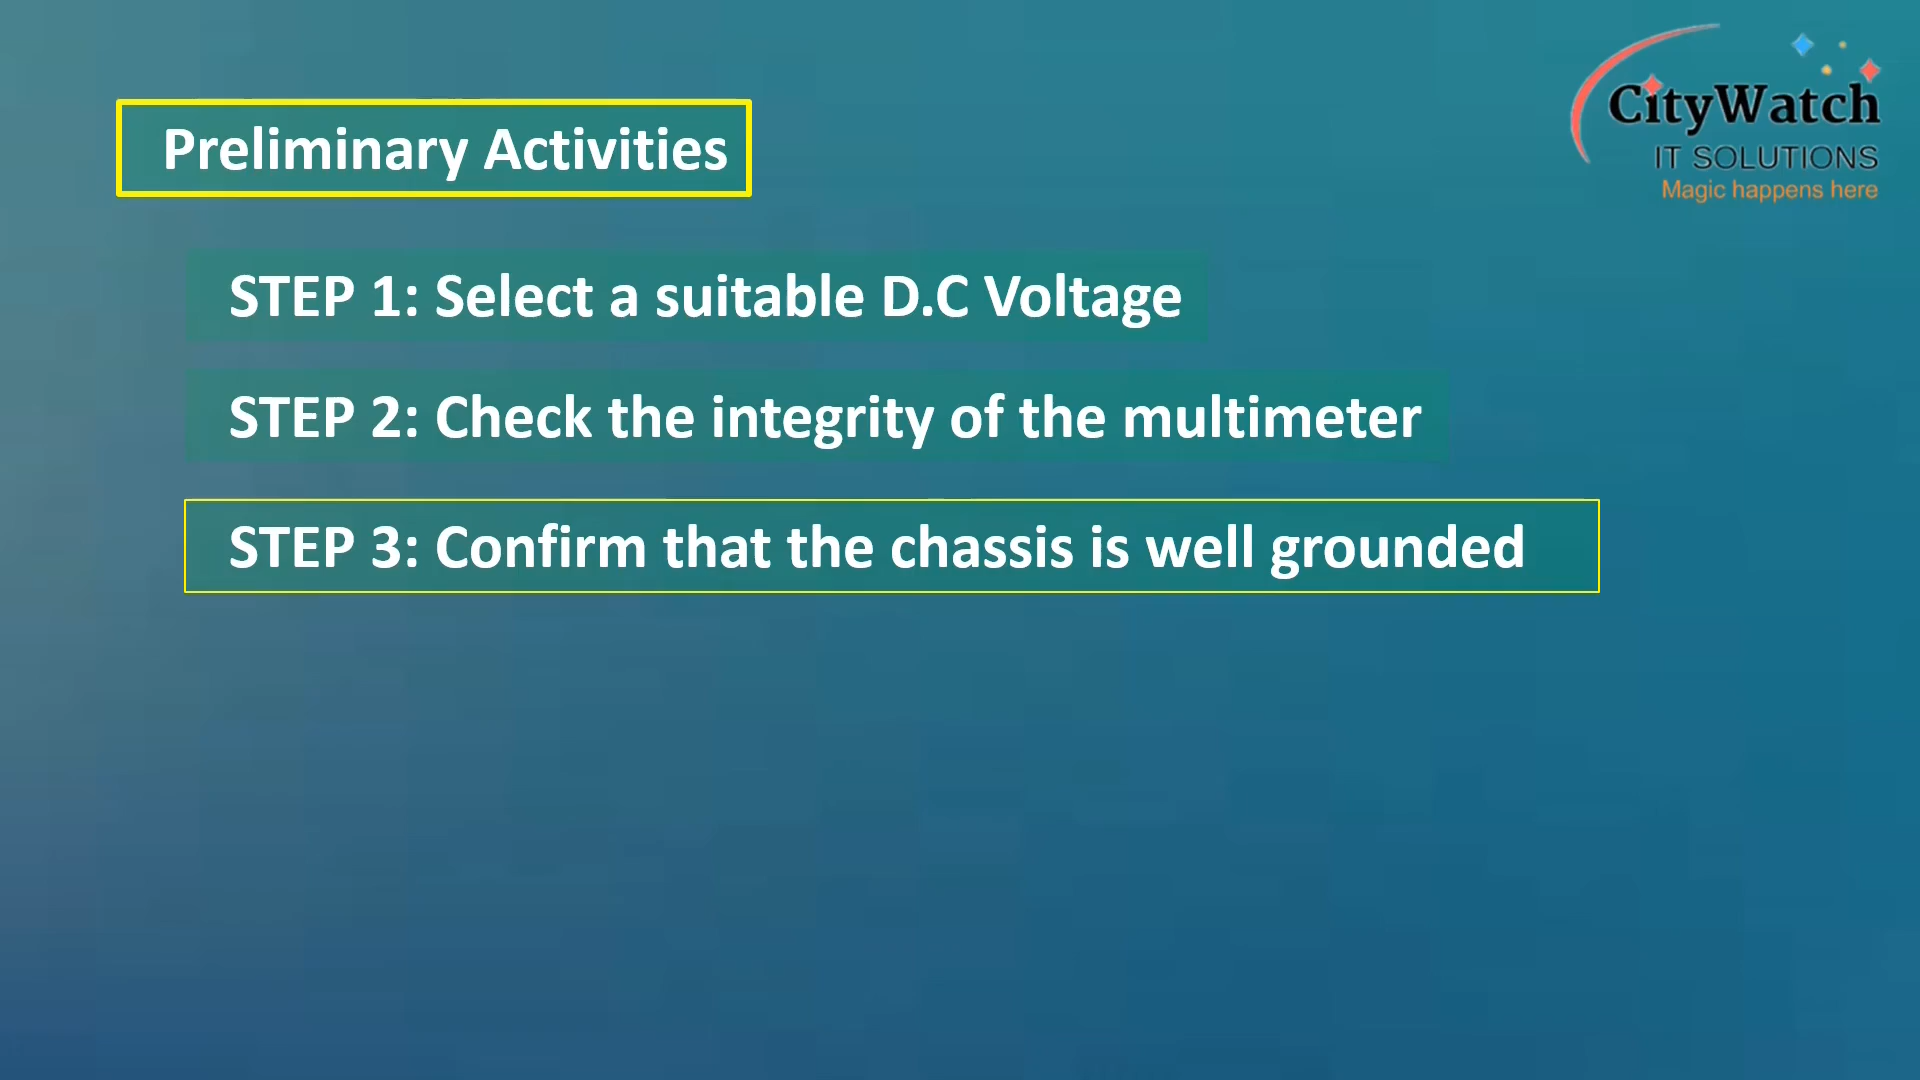 CityWatch
IT SOLUTIONS
Magic happens here
Preliminary Activities
STEP 1: Select a suitable D.C Voltage
STEP 2: Check the integrity of the multimeter
STEP 3: Confirm that the chassis is well grounded